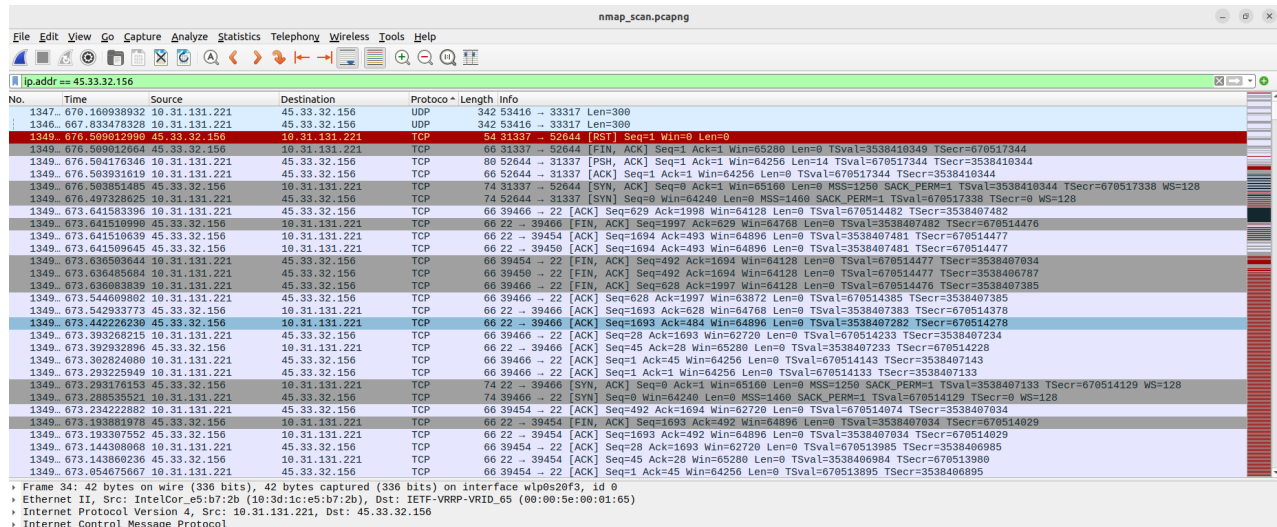 nmap_scan.pcapng
File Edit View Go Capture Analyze Statistics Telephony Wireless Tools Help
ip.addr == 45.33.32.156
No. Time Source Destination Protoco Length Info
1347… 670.160938932 10.31.131.221 45.33.32.156 UDP 342 53416 → 33317 Len=300
1346… 667.833478328 10.31.131.221 45.33.32.156 UDP 342 53416 → 33317 Len=300
1349… 676.509012990 45.33.32.156 10.31.131.221 TCP 54 31337 → 52644 [RST] Seq=1 Win=0 Len=0
1349… 676.509012664 45.33.32.156 10.31.131.221 TCP 66 31337 → 52644 [FIN, ACK] Seq=1 Ack=1 Win=65280 Len=0 TSval=3538410349 TSecr=670517344
1349… 676.504176346 10.31.131.221 45.33.32.156 TCP 80 52644 → 31337 [PSH, ACK] Seq=1 Ack=1 Win=64256 Len=14 TSval=670517344 TSecr=3538410344
1349… 676.503931619 10.31.131.221 45.33.32.156 TCP 66 52644 → 31337 [ACK] Seq=1 Ack=1 Win=64256 Len=0 TSval=670517344 TSecr=3538410344
1349… 676.503851485 45.33.32.156 10.31.131.221 TCP 74 31337 → 52644 [SYN, ACK] Seq=0 Ack=1 Win=65160 Len=0 MSS=1250 SACK_PERM=1 TSval=3538410344 TSecr=670517338 WS=128
1349… 676.497328625 10.31.131.221 45.33.32.156 TCP 74 52644 → 31337 [SYN] Seq=0 Win=64240 Len=0 MSS=1460 SACK_PERM=1 TSval=670517338 TSecr=0 WS=128
1349… 673.641583396 10.31.131.221 45.33.32.156 TCP 66 39466 → 22 [ACK] Seq=629 Ack=1998 Win=64128 Len=0 TSval=670514482 TSecr=3538407482
1349… 673.641510990 45.33.32.156 10.31.131.221 TCP 66 22 → 39466 [FIN, ACK] Seq=1997 Ack=629 Win=64768 Len=0 TSval=3538407482 TSecr=670514476
1349… 673.641510639 45.33.32.156 10.31.131.221 TCP 66 22 → 39454 [ACK] Seq=1694 Ack=493 Win=64896 Len=0 TSval=3538407481 TSecr=670514477
1349… 673.641509645 45.33.32.156 10.31.131.221 TCP 66 22 → 39450 [ACK] Seq=1694 Ack=493 Win=64896 Len=0 TSval=3538407481 TSecr=670514477
1349… 673.636503644 10.31.131.221 45.33.32.156 TCP 66 39454 → 22 [FIN, ACK] Seq=492 Ack=1694 Win=64128 Len=0 TSval=670514477 TSecr=3538407034
1349… 673.636485684 10.31.131.221 45.33.32.156 TCP 66 39450 → 22 [FIN, ACK] Seq=492 Ack=1694 Win=64128 Len=0 TSval=670514477 TSecr=3538406787
1349… 673.636083839 10.31.131.221 45.33.32.156 TCP 66 39466 → 22 [FIN, ACK] Seq=628 Ack=1997 Win=64128 Len=0 TSval=670514476 TSecr=3538407385
1349… 673.544609802 10.31.131.221 45.33.32.156 TCP 66 39466 → 22 [ACK] Seq=628 Ack=1997 Win=63872 Len=0 TSval=670514385 TSecr=3538407385
1349… 673.542933773 45.33.32.156 10.31.131.221 TCP 66 22 → 39466 [ACK] Seq=1693 Ack=628 Win=64768 Len=0 TSval=3538407383 TSecr=670514378
1349… 673.442226230 45.33.32.156 10.31.131.221 TCP 66 22 → 39466 [ACK] Seq=1693 Ack=484 Win=64896 Len=0 TSval=3538407282 TSecr=670514278
1349… 673.393268215 10.31.131.221 45.33.32.156 TCP 66 39466 → 22 [ACK] Seq=28 Ack=1693 Win=62720 Len=0 TSval=670514233 TSecr=3538407234
1349… 673.392932896 45.33.32.156 10.31.131.221 TCP 66 22 → 39466 [ACK] Seq=45 Ack=28 Win=65280 Len=0 TSval=3538407233 TSecr=670514228
1349… 673.302824080 10.31.131.221 45.33.32.156 TCP 66 39466 → 22 [ACK] Seq=1 Ack=45 Win=64256 Len=0 TSval=670514143 TSecr=3538407143
1349… 673.293225949 10.31.131.221 45.33.32.156 TCP 66 39466 → 22 [ACK] Seq=1 Ack=1 Win=64256 Len=0 TSval=670514133 TSecr=3538407133
1349… 673.293176153 45.33.32.156 10.31.131.221 TCP 74 22 → 39466 [SYN, ACK] Seq=0 Ack=1 Win=65160 Len=0 MSS=1250 SACK_PERM=1 TSval=3538407133 TSecr=670514129 WS=128
1349… 673.288535521 10.31.131.221 45.33.32.156 TCP 74 39466 → 22 [SYN] Seq=0 Win=64240 Len=0 MSS=1460 SACK_PERM=1 TSval=670514129 TSecr=0 WS=128
1349… 673.234222882 10.31.131.221 45.33.32.156 TCP 66 39454 → 22 [ACK] Seq=492 Ack=1694 Win=62720 Len=0 TSval=670514074 TSecr=3538407034
1349… 673.193881978 45.33.32.156 10.31.131.221 TCP 66 22 → 39454 [FIN, ACK] Seq=1693 Ack=492 Win=64896 Len=0 TSval=3538407034 TSecr=670514029
1349… 673.193307552 45.33.32.156 10.31.131.221 TCP 66 22 → 39454 [ACK] Seq=1693 Ack=492 Win=64896 Len=0 TSval=3538407034 TSecr=670514029
1349… 673.144308068 10.31.131.221 45.33.32.156 TCP 66 39454 → 22 [ACK] Seq=28 Ack=1693 Win=62720 Len=0 TSval=670513985 TSecr=3538406985
1349… 673.143860236 45.33.32.156 10.31.131.221 TCP 66 22 → 39454 [ACK] Seq=45 Ack=28 Win=65280 Len=0 TSval=3538406984 TSecr=670513980
1349… 673.054675667 10.31.131.221 45.33.32.156 TCP 66 39454 → 22 [ACK] Seq=1 Ack=45 Win=64256 Len=0 TSval=670513895 TSecr=3538406895
Frame 34: 42 bytes on wire (336 bits), 42 bytes captured (336 bits) on interface wlp0s20f3, id 0
Ethernet II, Src: IntelCor_e5:b7:2b (10:3d:1c:e5:b7:2b), Dst: IETF-VRRP-VRID_65 (00:00:5e:00:01:65)
Internet Protocol Version 4, Src: 10.31.131.221, Dst: 45.33.32.156
Internet Control Message Protocol